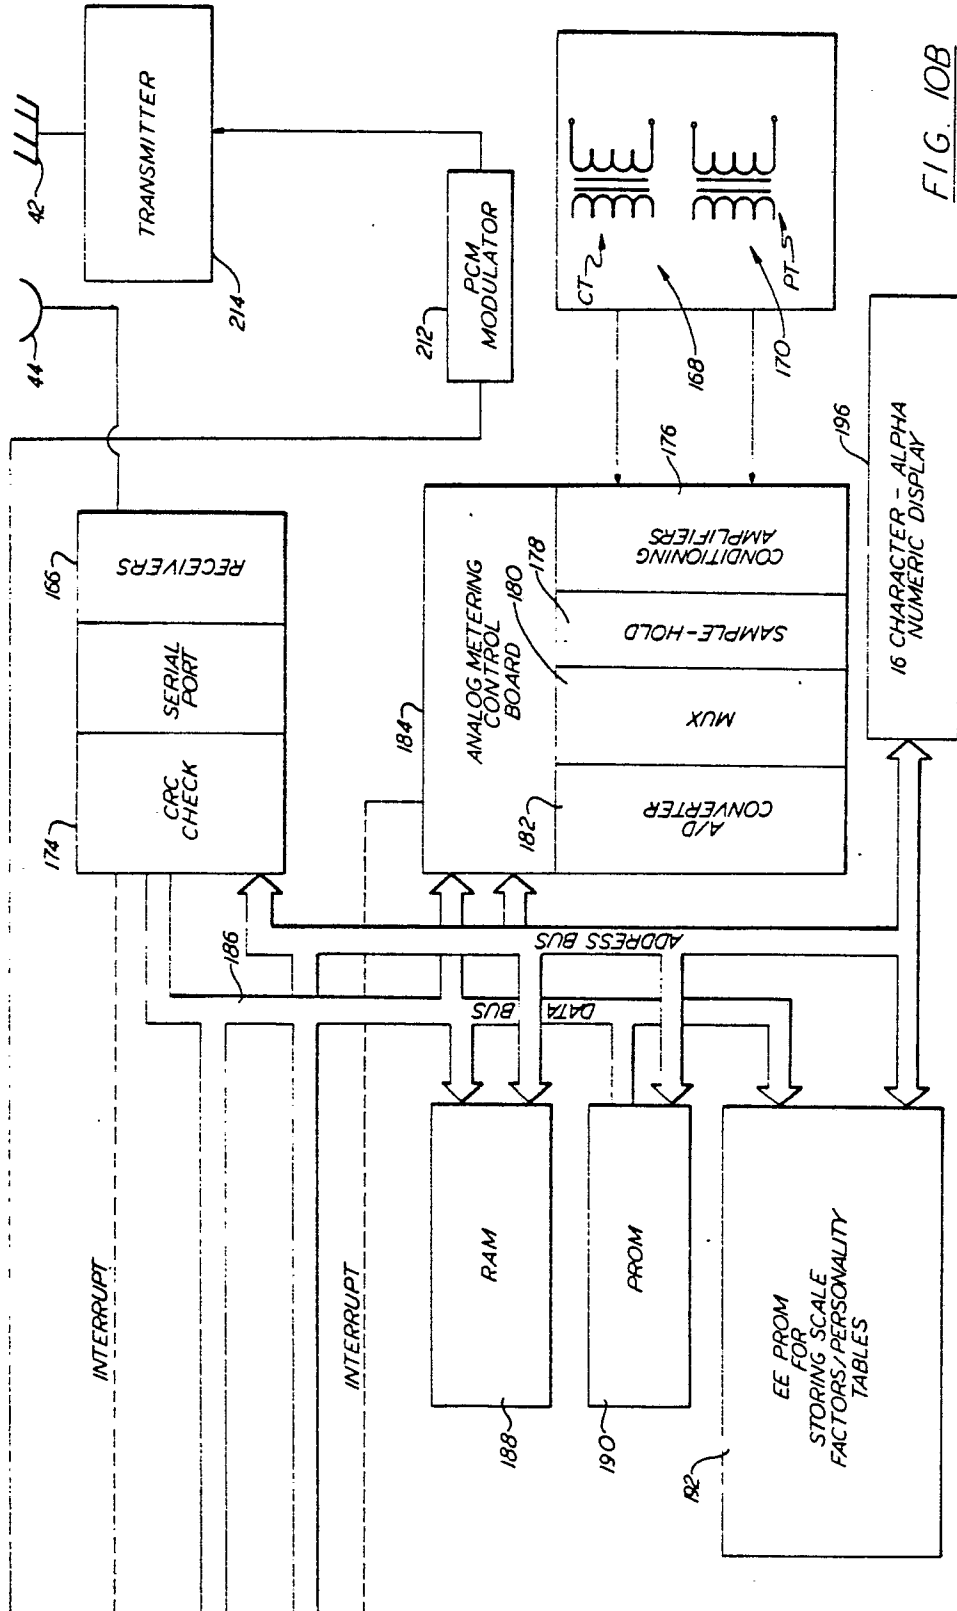 42
TRANSMITTER
214
44
212
PCM
MODULATOR
CT
168
170
PT
166
RECEIVERS
SERIAL
PORT
CRC
CHECK
174
184
ANALOG METERING
CONTROL
BOARD
176
CONDITIONING
AMPLIFIERS
178
SAMPLE-HOLD
180
MUX
182
A/D
CONVERTER
196
16 CHARACTER - ALPHA
NUMERIC DISPLAY
INTERRUPT
INTERRUPT
186
ADDRESS BUS
DATA BUS
RAM
188
PROM
190
EE PROM
FOR
STORING SCALE
FACTORS/PERSONALITY
TABLES
192
FIG. 10B